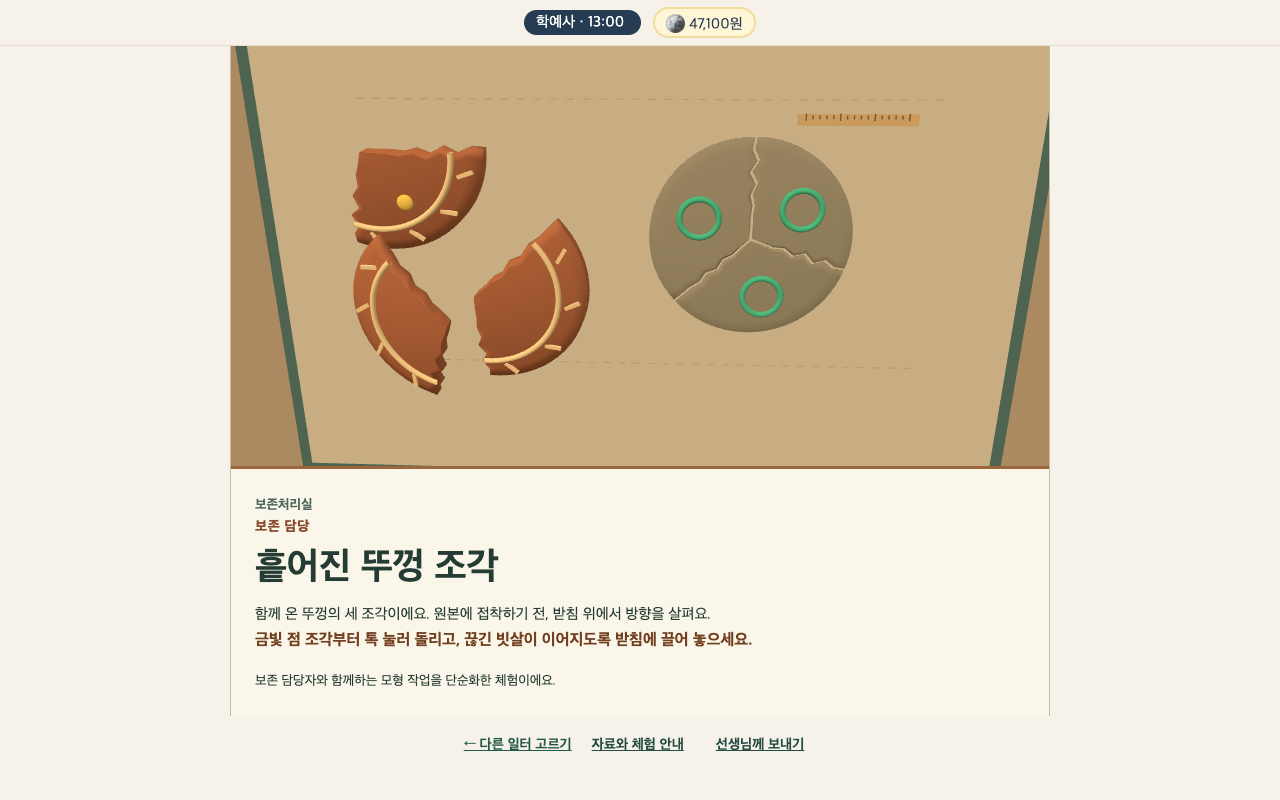 학예사 · 13:00
47,100원
보존처리실
보존 담당
흩어진 뚜껑 조각
함께 온 뚜껑의 세 조각이에요. 원본에 접착하기 전, 받침 위에서 방향을 살펴요.
금빛 점 조각부터 톡 눌러 돌리고, 끊긴 빗살이 이어지도록 받침에 끌어 놓으세요.
보존 담당자와 함께하는 모형 작업을 단순화한 체험이에요.
← 다른 일터 고르기
자료와 체험 안내
선생님께 보내기